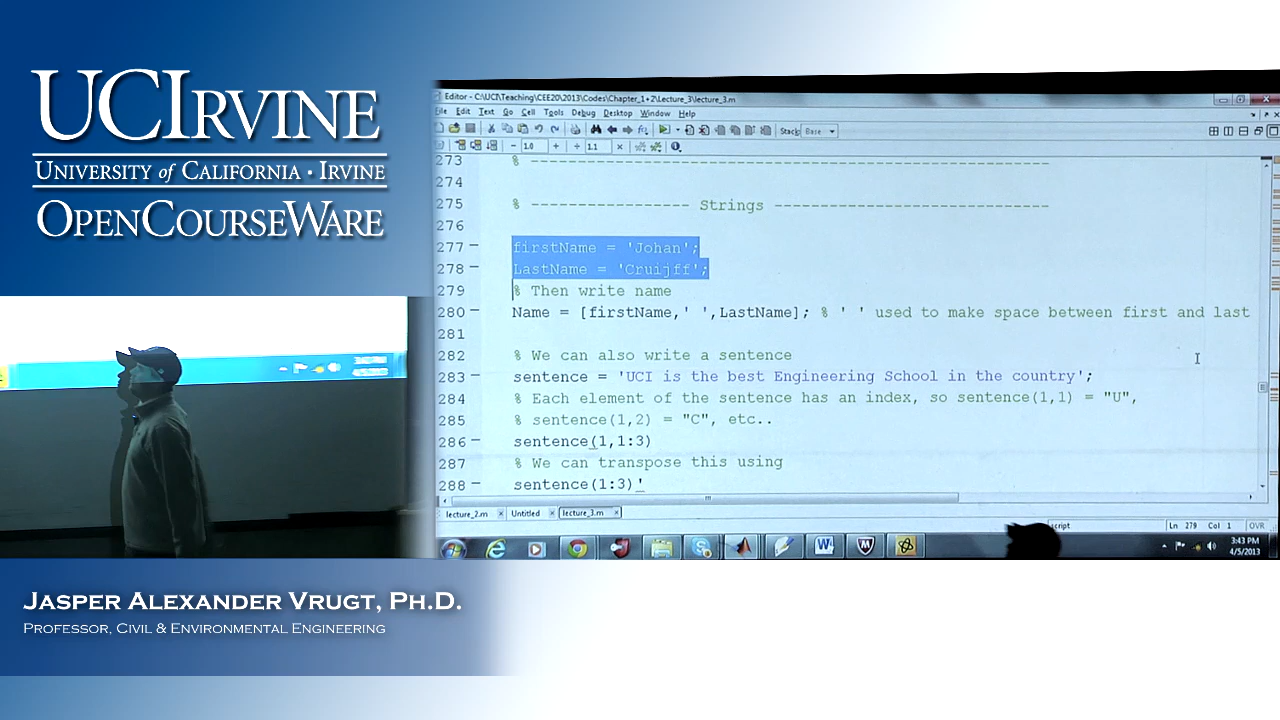 UCIRVINE
UNIVERSITY of CALIFORNIA • IRVINE
OPENCOURSEWARE
Editor - C:\UCI\Teaching\CEE20\2013\Codes\Chapter_1+2\Lecture_3\lecture_3.m
File Edit Text Go Cell Tools Debug Desktop Window Help
Stack: Base
1.0 + ÷ 1.1 ×
273 % ----------------------------------------------------------
274
275 % ----------------- Strings -----------------------------
276
277 firstName = 'Johan';
278 LastName = 'Cruijff';
279 % Then write name
280 Name = [firstName,' ',LastName]; % ' ' used to make space between first and last
281
282 % We can also write a sentence
283 sentence = 'UCI is the best Engineering School in the country';
284 % Each element of the sentence has an index, so sentence(1,1) = "U",
285 % sentence(1,2) = "C", etc..
286 sentence(1,1:3)
287 % We can transpose this using
288 sentence(1:3)'
lecture_2.m × Untitled × lecture_3.m ×
script Ln 279 Col 1 OVR
3:43 PM
4/5/2013
JASPER ALEXANDER VRUGT, PH.D.
PROFESSOR, CIVIL & ENVIRONMENTAL ENGINEERING